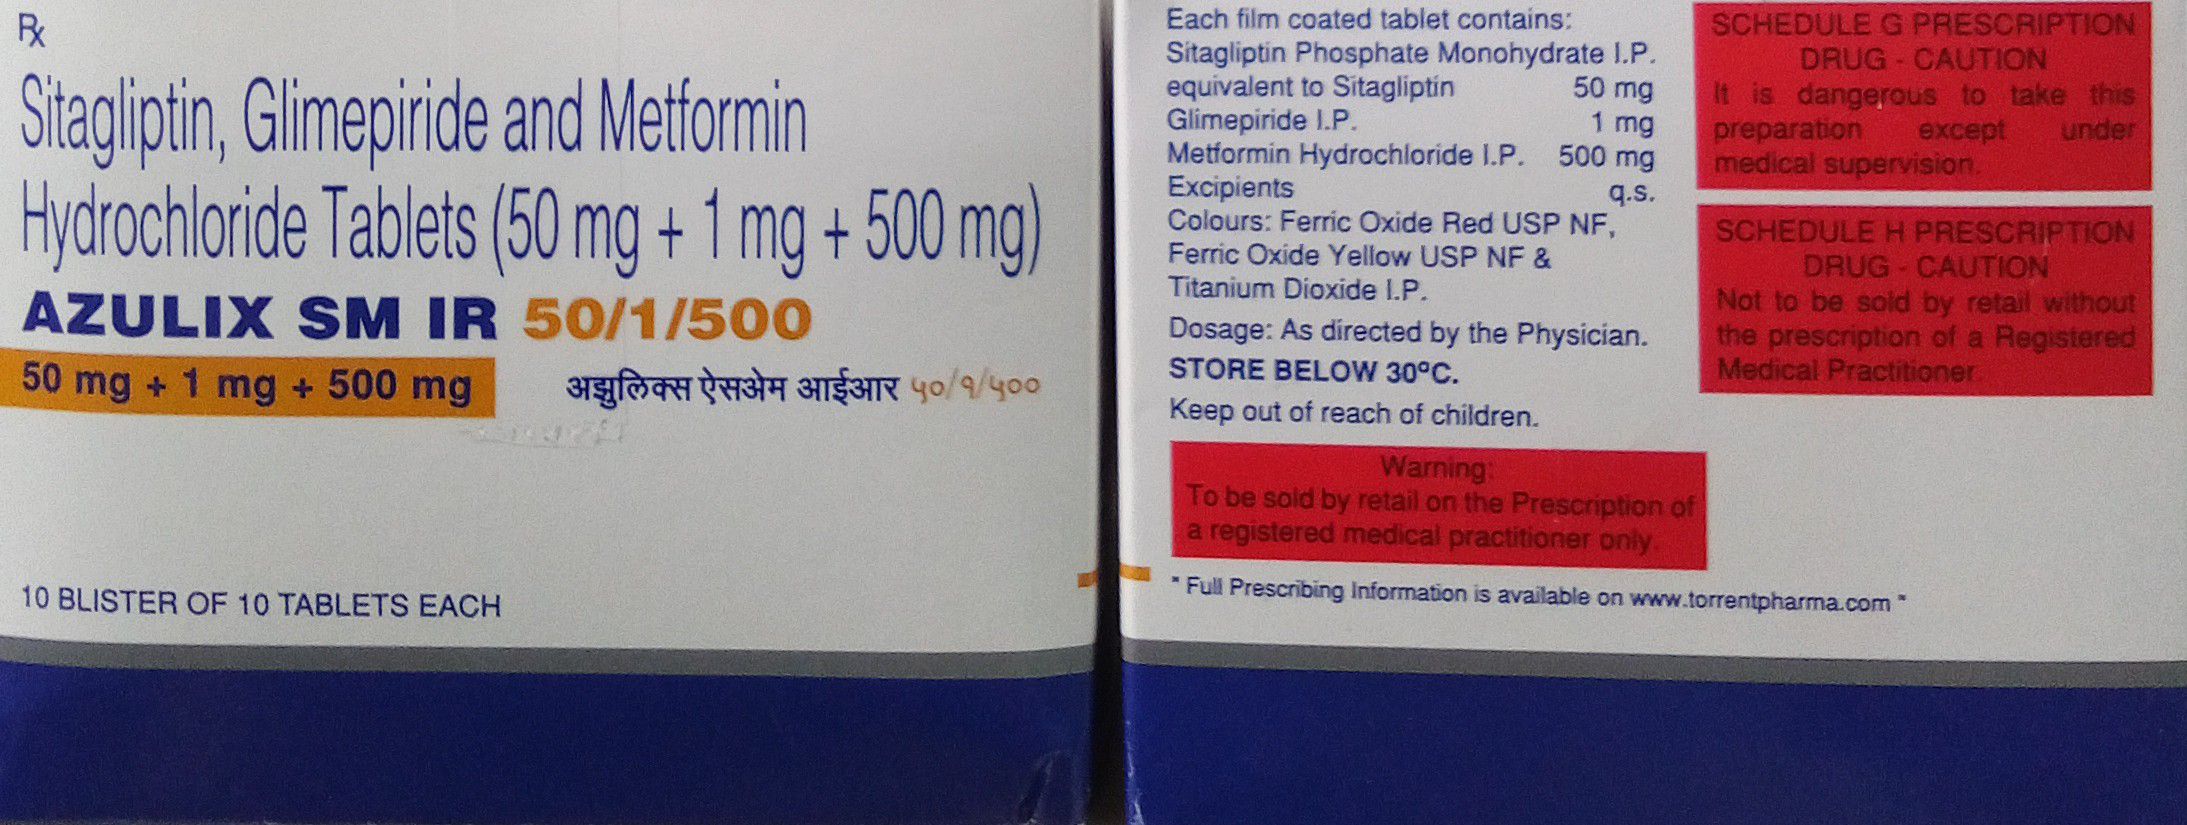 Rx
Sitagliptin, Glimepiride and Metformin
Hydrochloride Tablets (50 mg + 1 mg + 500 mg)
AZULIX SM IR 50/1/500
50 mg + 1 mg + 500 mg
अझुलिक्स ऐसअेम आईआर ५०/१/५००
10 BLISTER OF 10 TABLETS EACH
Each film coated tablet contains:
Sitagliptin Phosphate Monohydrate I.P.
equivalent to Sitagliptin 50 mg
Glimepiride I.P. 1 mg
Metformin Hydrochloride I.P. 500 mg
Excipients q.s.
Colours: Ferric Oxide Red USP NF,
Ferric Oxide Yellow USP NF &
Titanium Dioxide I.P.
Dosage: As directed by the Physician.
STORE BELOW 30°C.
Keep out of reach of children.
Warning:
To be sold by retail on the Prescription of
a registered medical practitioner only.
* Full Prescribing Information is available on www.torrentpharma.com *
SCHEDULE G PRESCRIPTION
DRUG - CAUTION
It is dangerous to take this
preparation except under
medical supervision.
SCHEDULE H PRESCRIPTION
DRUG - CAUTION
Not to be sold by retail without
the prescription of a Registered
Medical Practitioner.